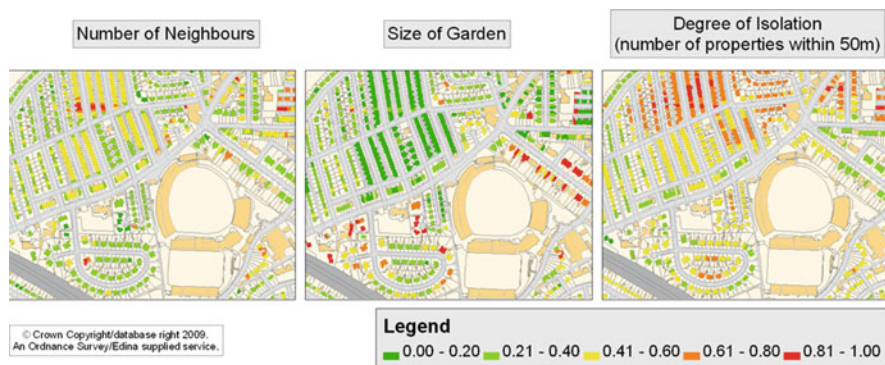 Number of Neighbours
Size of Garden
Degree of Isolation
(number of properties within 50m)
© Crown Copyright/database right 2009.
An Ordnance Survey/Edina supplied service.
Legend
0.00 - 0.20
0.21 - 0.40
0.41 - 0.60
0.61 - 0.80
0.81 - 1.00